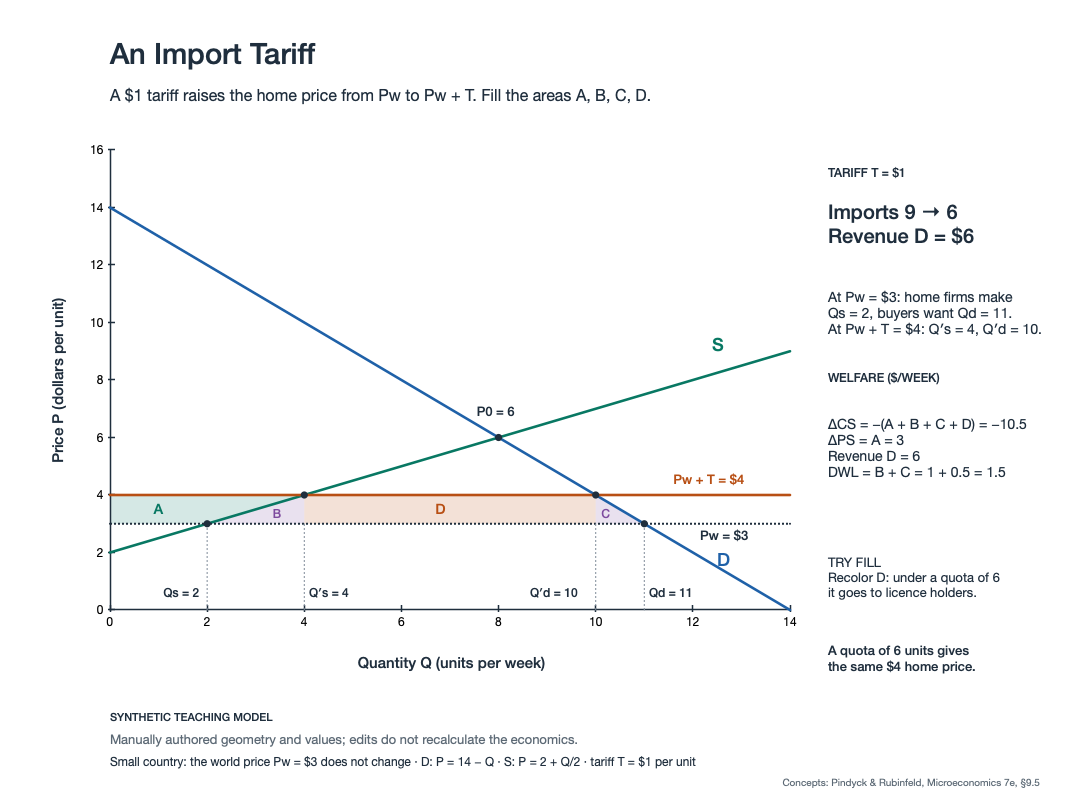 An Import Tariff
A $1 tariff raises the home price from Pw to Pw + T. Fill the areas A, B, C, D.
16
14
12
10
8
6
4
2
0
Price P (dollars per unit)
S
P0 = 6
Pw + T = $4
A
B
D
C
Pw = $3
D
Qs = 2
Q′s = 4
Q′d = 10
Qd = 11
0
2
4
6
8
10
12
14
Quantity Q (units per week)
TARIFF T = $1
Imports 9 → 6
Revenue D = $6
At Pw = $3: home firms make
Qs = 2, buyers want Qd = 11.
At Pw + T = $4: Q′s = 4, Q′d = 10.
WELFARE ($/WEEK)
ΔCS = −(A + B + C + D) = −10.5
ΔPS = A = 3
Revenue D = 6
DWL = B + C = 1 + 0.5 = 1.5
TRY FILL
Recolor D: under a quota of 6
it goes to licence holders.
A quota of 6 units gives
the same $4 home price.
SYNTHETIC TEACHING MODEL
Manually authored geometry and values; edits do not recalculate the economics.
Small country: the world price Pw = $3 does not change · D: P = 14 − Q · S: P = 2 + Q/2 · tariff T = $1 per unit
Concepts: Pindyck & Rubinfeld, Microeconomics 7e, §9.5